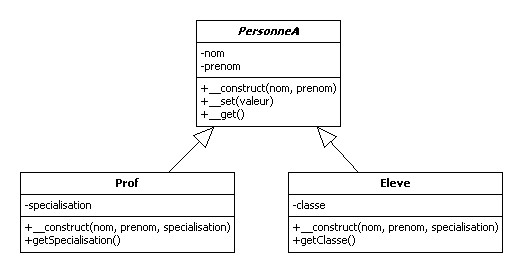 PersonneA
-nom
-prenom
+__construct(nom, prenom)
+__set(valeur)
+__get()
Prof
-specialisation
+__construct(nom, prenom, specialisation)
+getSpecialisation()
Eleve
-classe
+__construct(nom, prenom, specialisation)
+getClasse()